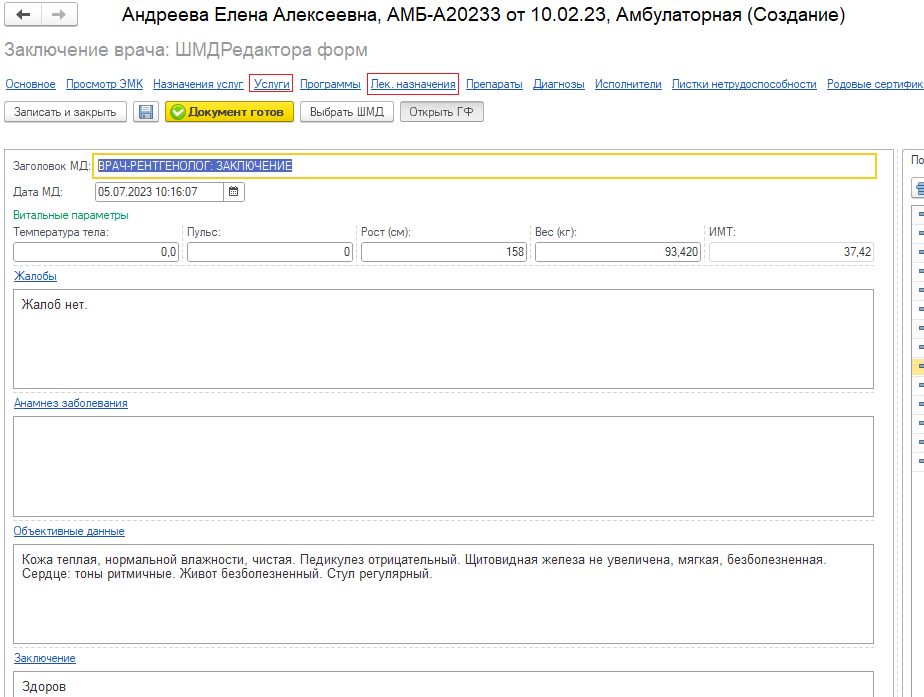 Андреева Елена Алексеевна, АМБ-А20233 от 10.02.23, Амбулаторная (Создание)
Заключение врача: ШМДРедактора форм
Основное Просмотр ЭМК Назначения услуг Услуги Программы Лек. назначения Препараты Диагнозы Исполнители Листки нетрудоспособности Родовые сертифик
Записать и закрыть Документ готов Выбрать ШМД Открыть ГФ
Заголовок МД: ВРАЧ-РЕНТГЕНОЛОГ: ЗАКЛЮЧЕНИЕ
По
Дата МД: 05.07.2023 10:16:07
Витальные параметры
Температура тела: Пульс: Рост (см): Вес (кг): ИМТ:
0,0 0 158 93,420 37,42
Жалобы
Жалоб нет.
Анамнез заболевания
Объективные данные
Кожа теплая, нормальной влажности, чистая. Педикулез отрицательный. Щитовидная железа не увеличена, мягкая, безболезненная.
Сердце: тоны ритмичные. Живот безболезненный. Стул регулярный.
Заключение
Здоров